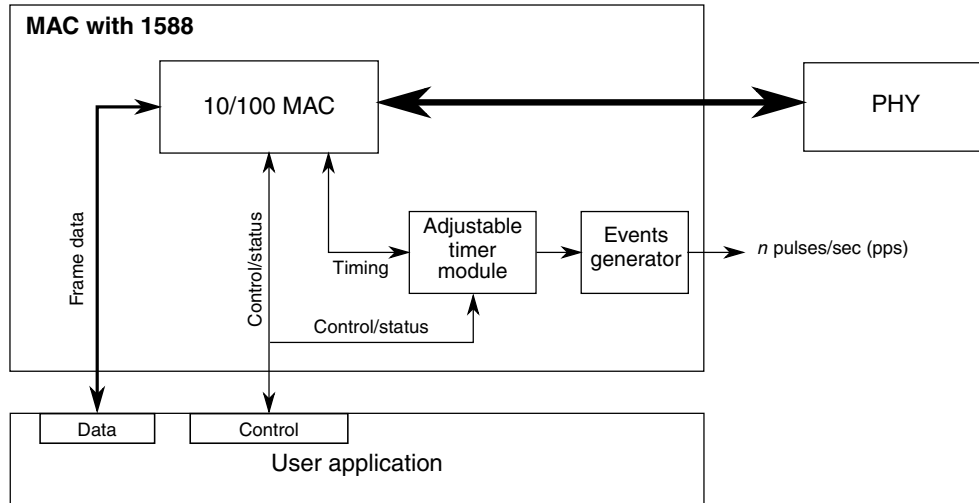 MAC with 1588
10/100 MAC
PHY
Frame data
Control/status
Timing
Adjustable
timer
module
Events
generator
n pulses/sec (pps)
Control/status
Data
Control
User application